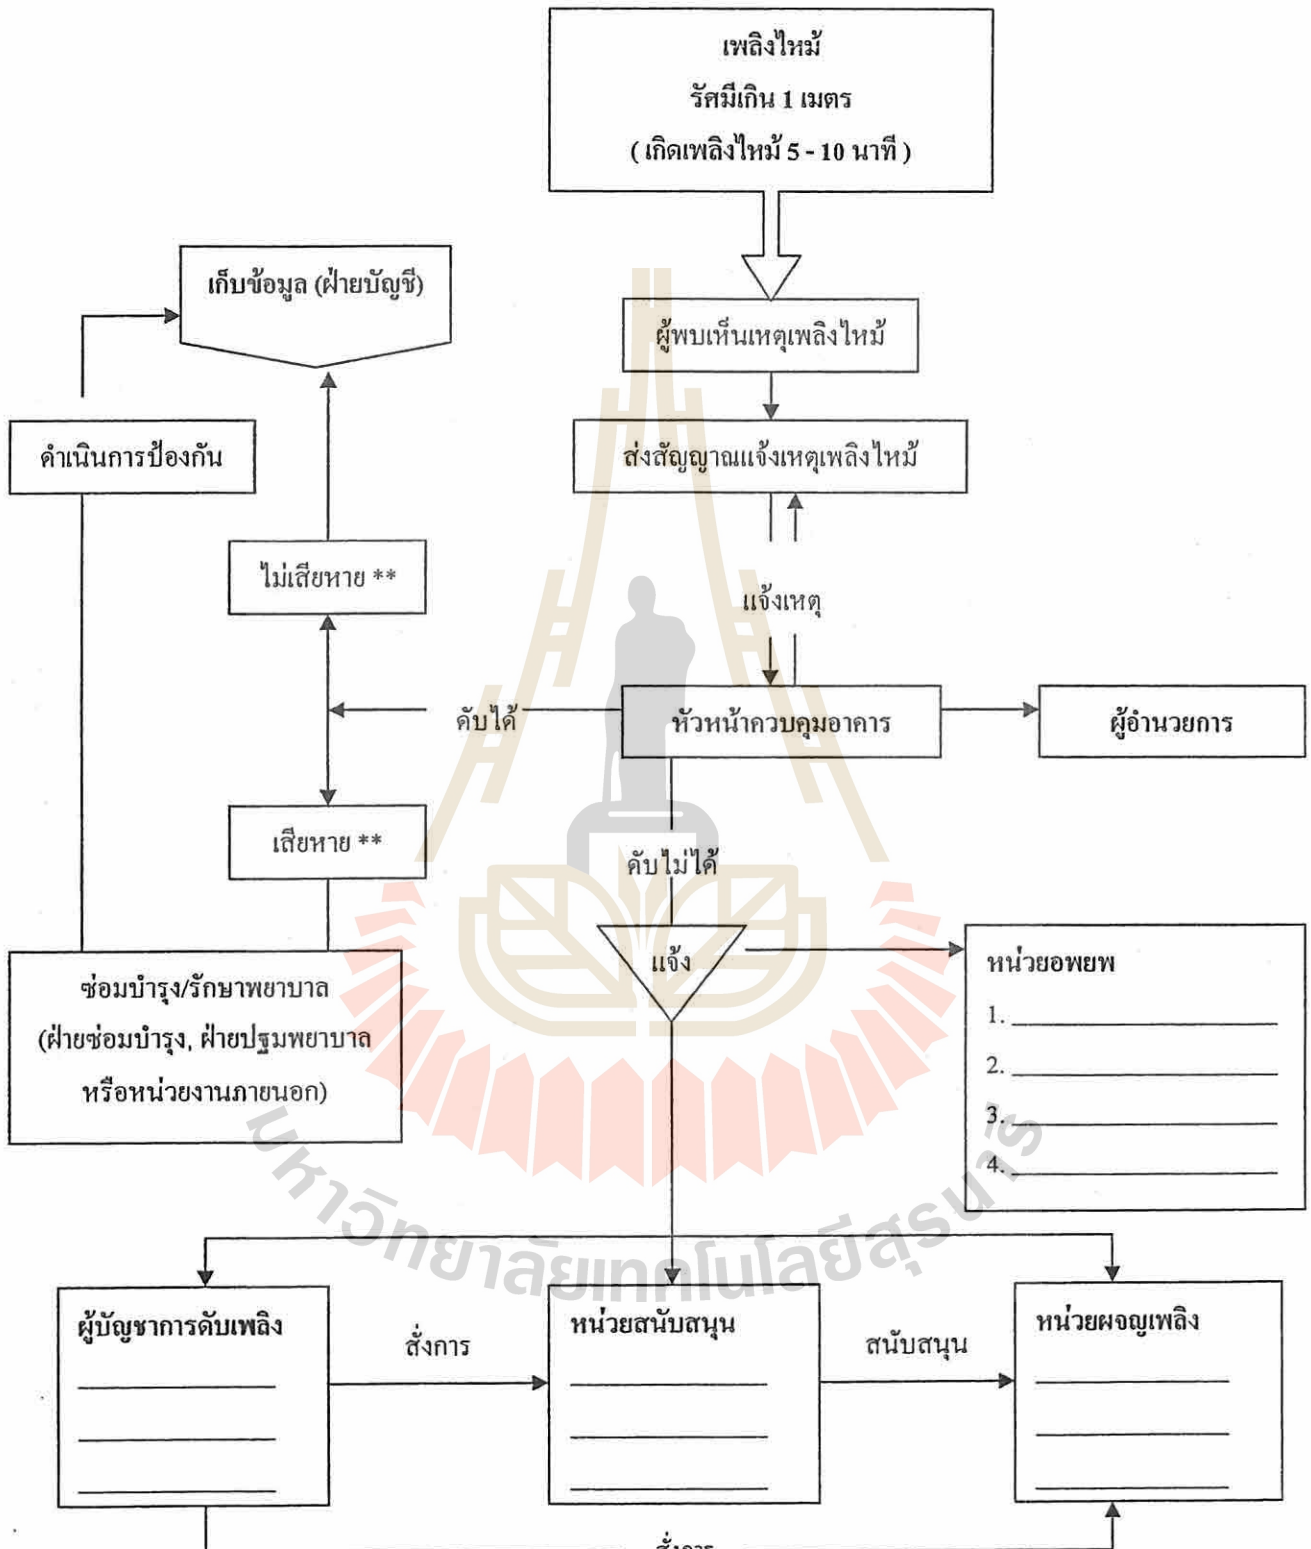 เพลิงไหม้
รัศมีเกิน 1 เมตร
( เกิดเพลิงไหม้ 5 - 10 นาที )
เก็บข้อมูล (ฝ่ายบัญชี)
ผู้พบเห็นเหตุเพลิงไหม้
ดำเนินการป้องกัน
ส่งสัญญาณแจ้งเหตุเพลิงไหม้
ไม่เสียหาย **
แจ้งเหตุ
ดับได้
หัวหน้าควบคุมอาคาร
ผู้อำนวยการ
เสียหาย **
ดับไม่ได้
แจ้ง
หน่วยอพยพ
1.
2.
3.
4.
ซ่อมบำรุง/รักษาพยาบาล
(ฝ่ายซ่อมบำรุง, ฝ่ายปฐมพยาบาล
หรือหน่วยงานภายนอก)
มหาวิทยาลัยเทคโนโลยีสุรนารี
ผู้บัญชาการดับเพลิง
สั่งการ
หน่วยสนับสนุน
สนับสนุน
หน่วยผจญเพลิง
สั่งการ